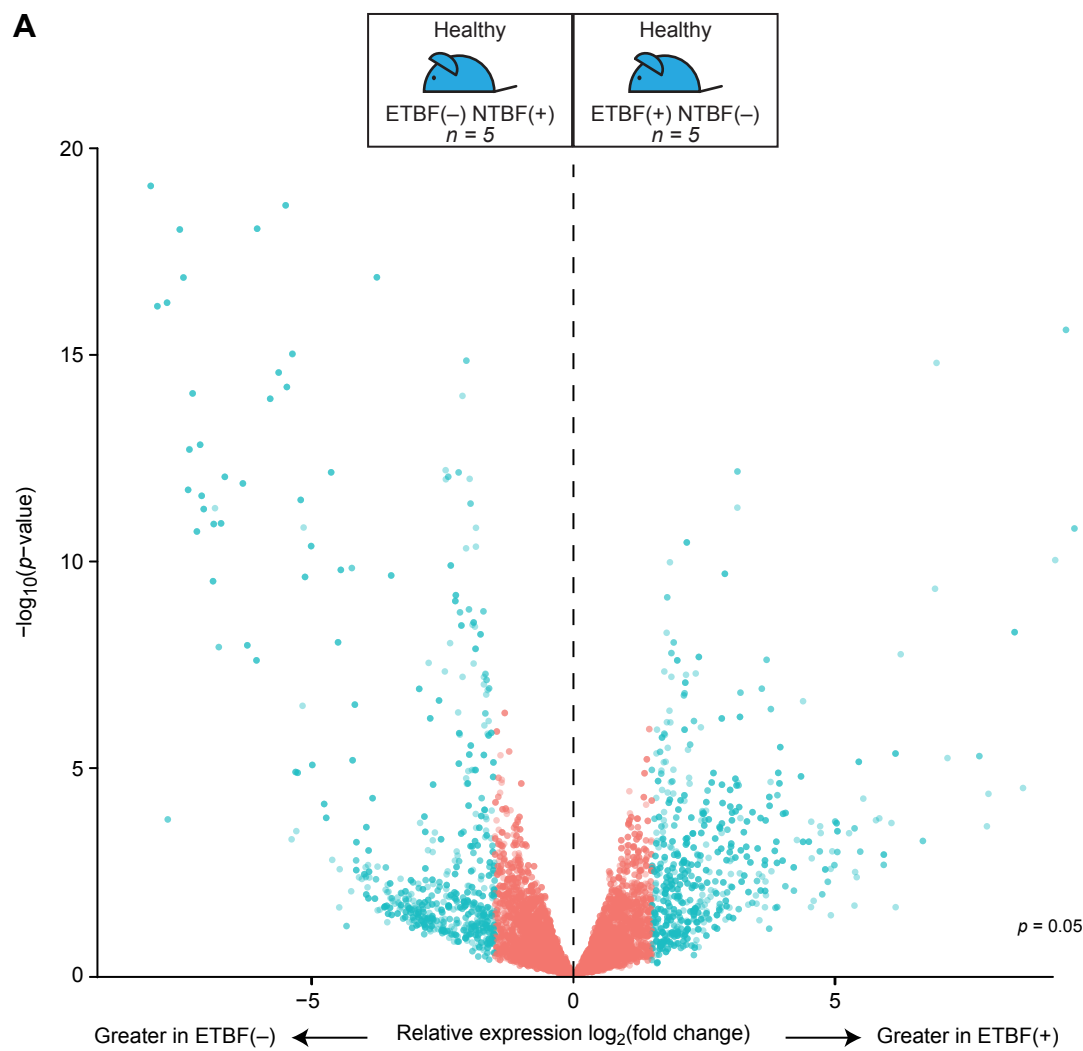 A
Healthy
ETBF(–) NTBF(+)
n = 5
Healthy
ETBF(+) NTBF(–)
n = 5
20
15
10
5
0
−log10(p−value)
p = 0.05
−5
0
5
Greater in ETBF(–)
Relative expression log2(fold change)
Greater in ETBF(+)